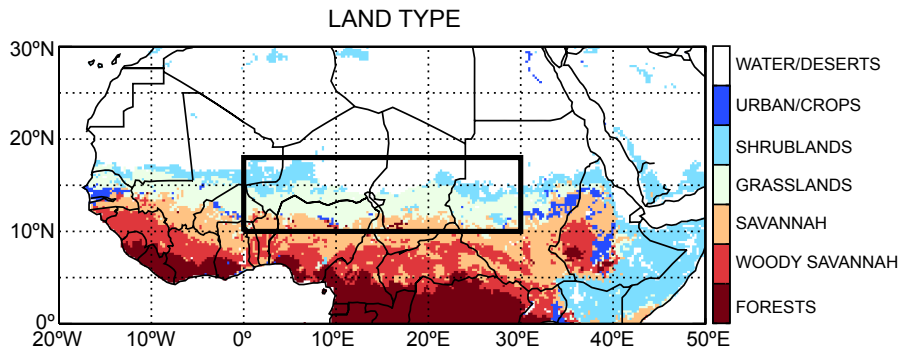 LAND TYPE
30ºN
20ºN
10ºN
0º
20ºW
10ºW
0º
10ºE
20ºE
30ºE
40ºE
50ºE
WATER/DESERTS
URBAN/CROPS
SHRUBLANDS
GRASSLANDS
SAVANNAH
WOODY SAVANNAH
FORESTS